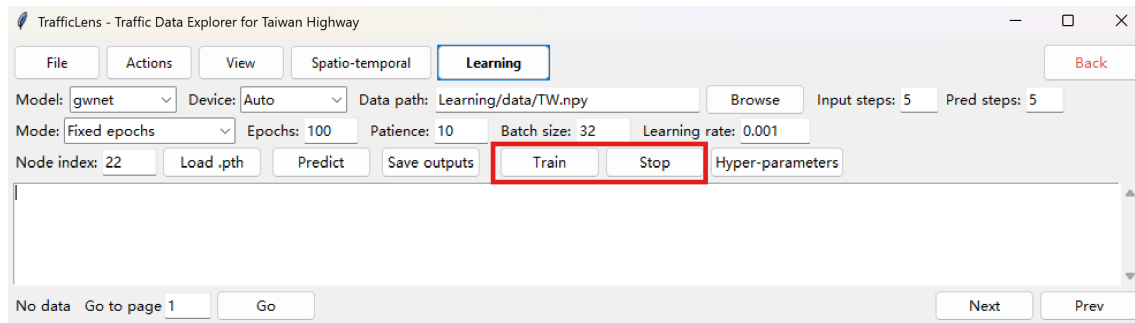 TrafficLens - Traffic Data Explorer for Taiwan Highway
File Actions View Spatio-temporal Learning Back
Model: gwnet Device: Auto Data path: Learning/data/TW.npy Browse Input steps: 5 Pred steps: 5
Mode: Fixed epochs Epochs: 100 Patience: 10 Batch size: 32 Learning rate: 0.001
Node index: 22 Load .pth Predict Save outputs Train Stop Hyper-parameters
No data Go to page 1 Go Next Prev